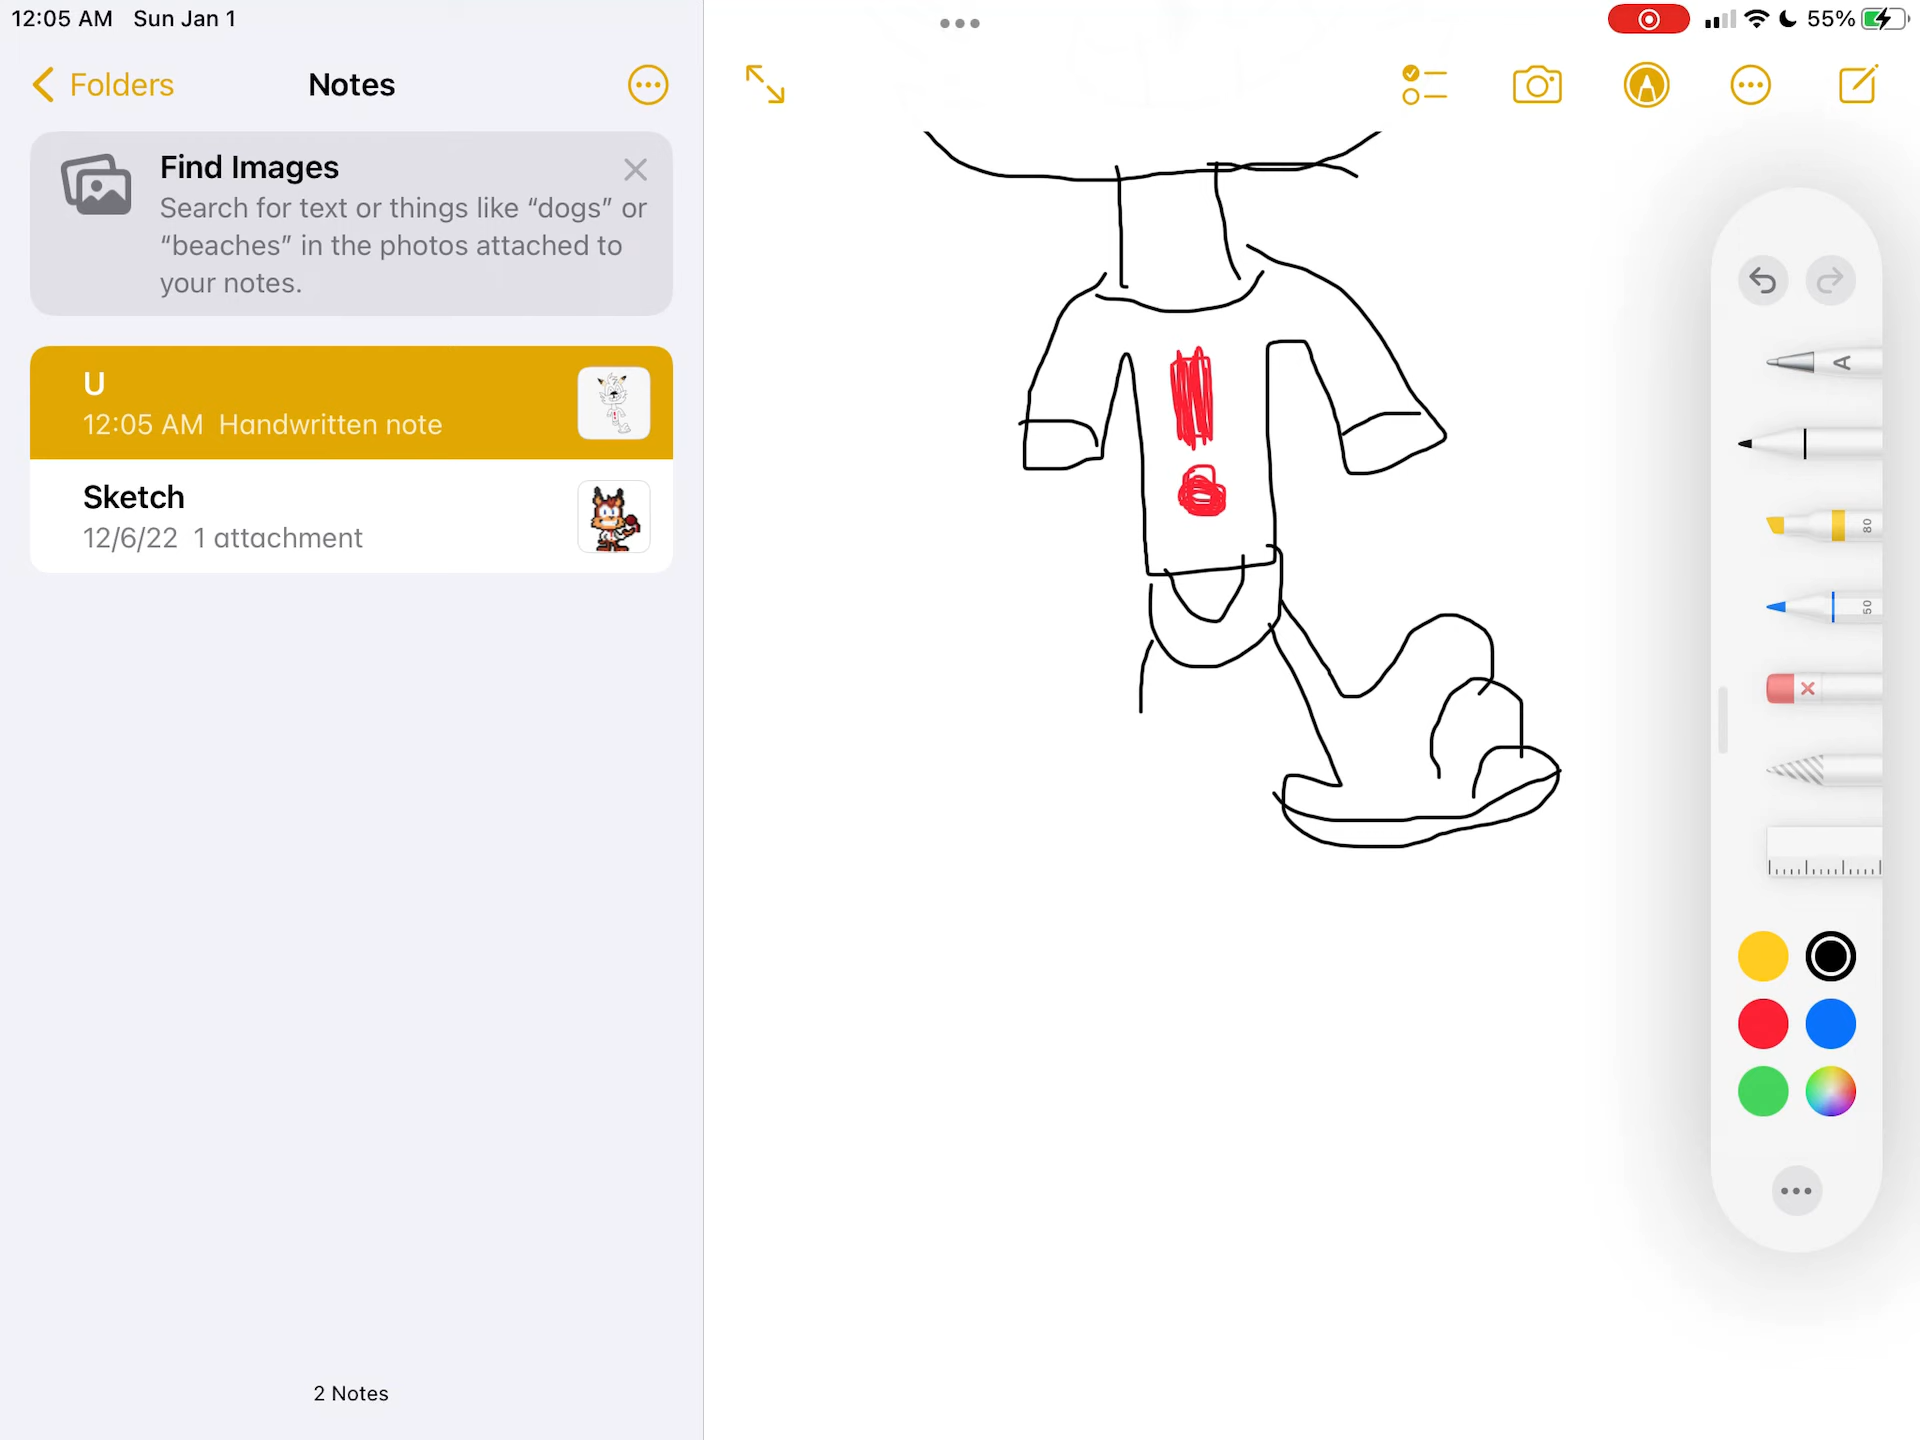 12:05 AM Sun Jan 1
55%
Folders
Notes
Find Images
Search for text or things like “dogs” or
“beaches” in the photos attached to
your notes.
U
12:05 AM Handwritten note
Sketch
12/6/22 1 attachment
2 Notes
A
80
50